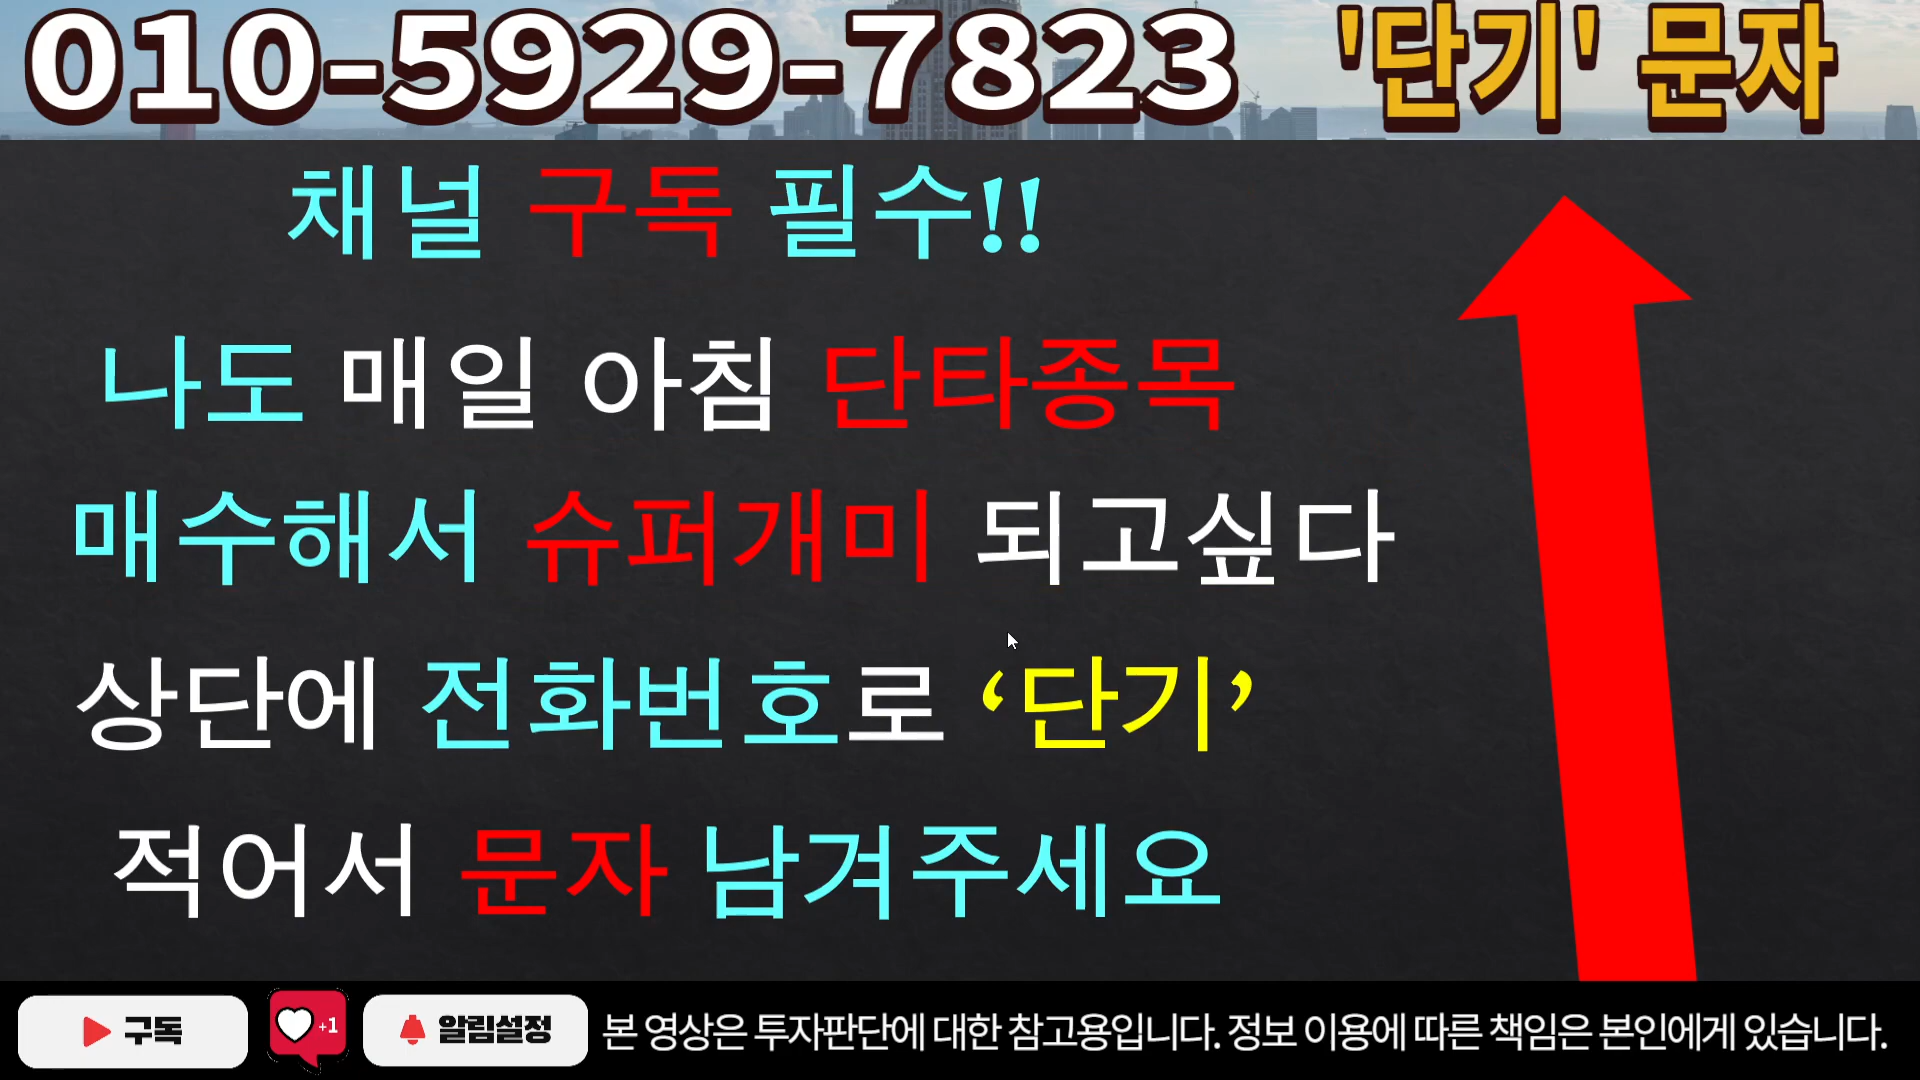 010-5929-7823 '단기' 문자
채널 구독 필수!!
나도 매일 아침 단타종목
매수해서 슈퍼개미 되고싶다
상단에 전화번호로 ‘단기’
적어서 문자 남겨주세요
구독 +1 알림설정 본 영상은 투자판단에 대한 참고용입니다. 정보 이용에 따른 책임은 본인에게 있습니다.